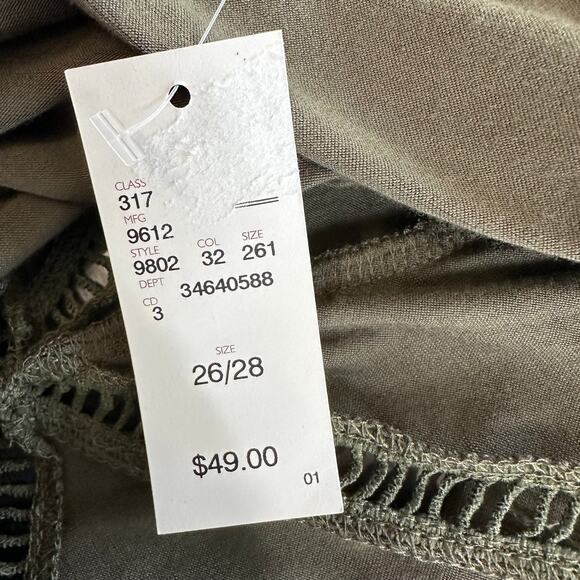 CLASS
317
MFG
9612
STYLE COL SIZE
9802 32 261
DEPT 34640588
CD
3
SIZE
26/28
$49.00
01